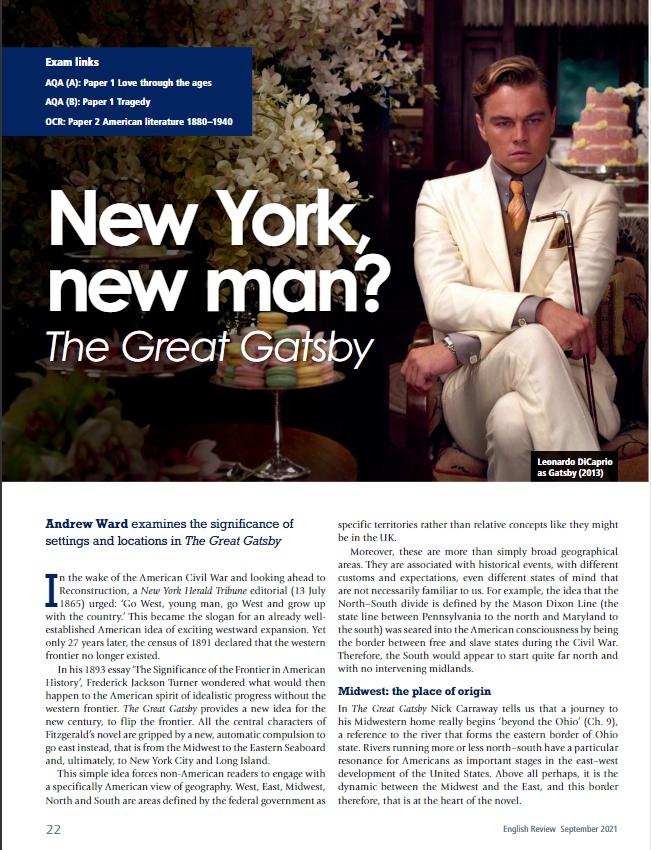 Exam links
AQA (A): Paper 1 Love through the ages
AQA (B): Paper 1 Tragedy
OCR: Paper 2 American literature 1880–1940
New York,
new man?
The Great Gatsby
Leonardo DiCaprio
as Gatsby (2013)
Andrew Ward examines the significance of
settings and locations in The Great Gatsby
In the wake of the American Civil War and looking ahead to
Reconstruction, a New York Herald Tribune editorial (13 July
1865) urged: ‘Go West, young man, go West and grow up
with the country.’ This became the slogan for an already well-
established American idea of exciting westward expansion. Yet
only 27 years later, the census of 1891 declared that the western
frontier no longer existed.
In his 1893 essay ‘The Significance of the Frontier in American
History’, Frederick Jackson Turner wondered what would then
happen to the American spirit of idealistic progress without the
western frontier. The Great Gatsby provides a new idea for the
new century, to flip the frontier. All the central characters of
Fitzgerald’s novel are gripped by a new, automatic compulsion to
go east instead, that is from the Midwest to the Eastern Seaboard
and, ultimately, to New York City and Long Island.
This simple idea forces non-American readers to engage with
a specifically American view of geography. West, East, Midwest,
North and South are areas defined by the federal government as
specific territories rather than relative concepts like they might
be in the UK.
Moreover, these are more than simply broad geographical
areas. They are associated with historical events, with different
customs and expectations, even different states of mind that
are not necessarily familiar to us. For example, the idea that the
North–South divide is defined by the Mason Dixon Line (the
state line between Pennsylvania to the north and Maryland to
the south) was seared into the American consciousness by being
the border between free and slave states during the Civil War.
Therefore, the South would appear to start quite far north and
with no intervening midlands.
Midwest: the place of origin
In The Great Gatsby Nick Carraway tells us that a journey to
his Midwestern home really begins ‘beyond the Ohio’ (Ch. 9),
a reference to the river that forms the eastern border of Ohio
state. Rivers running more or less north–south have a particular
resonance for Americans as important stages in the east–west
development of the United States. Above all perhaps, it is the
dynamic between the Midwest and the East, and this border
therefore, that is at the heart of the novel.
22
English Review September 2021